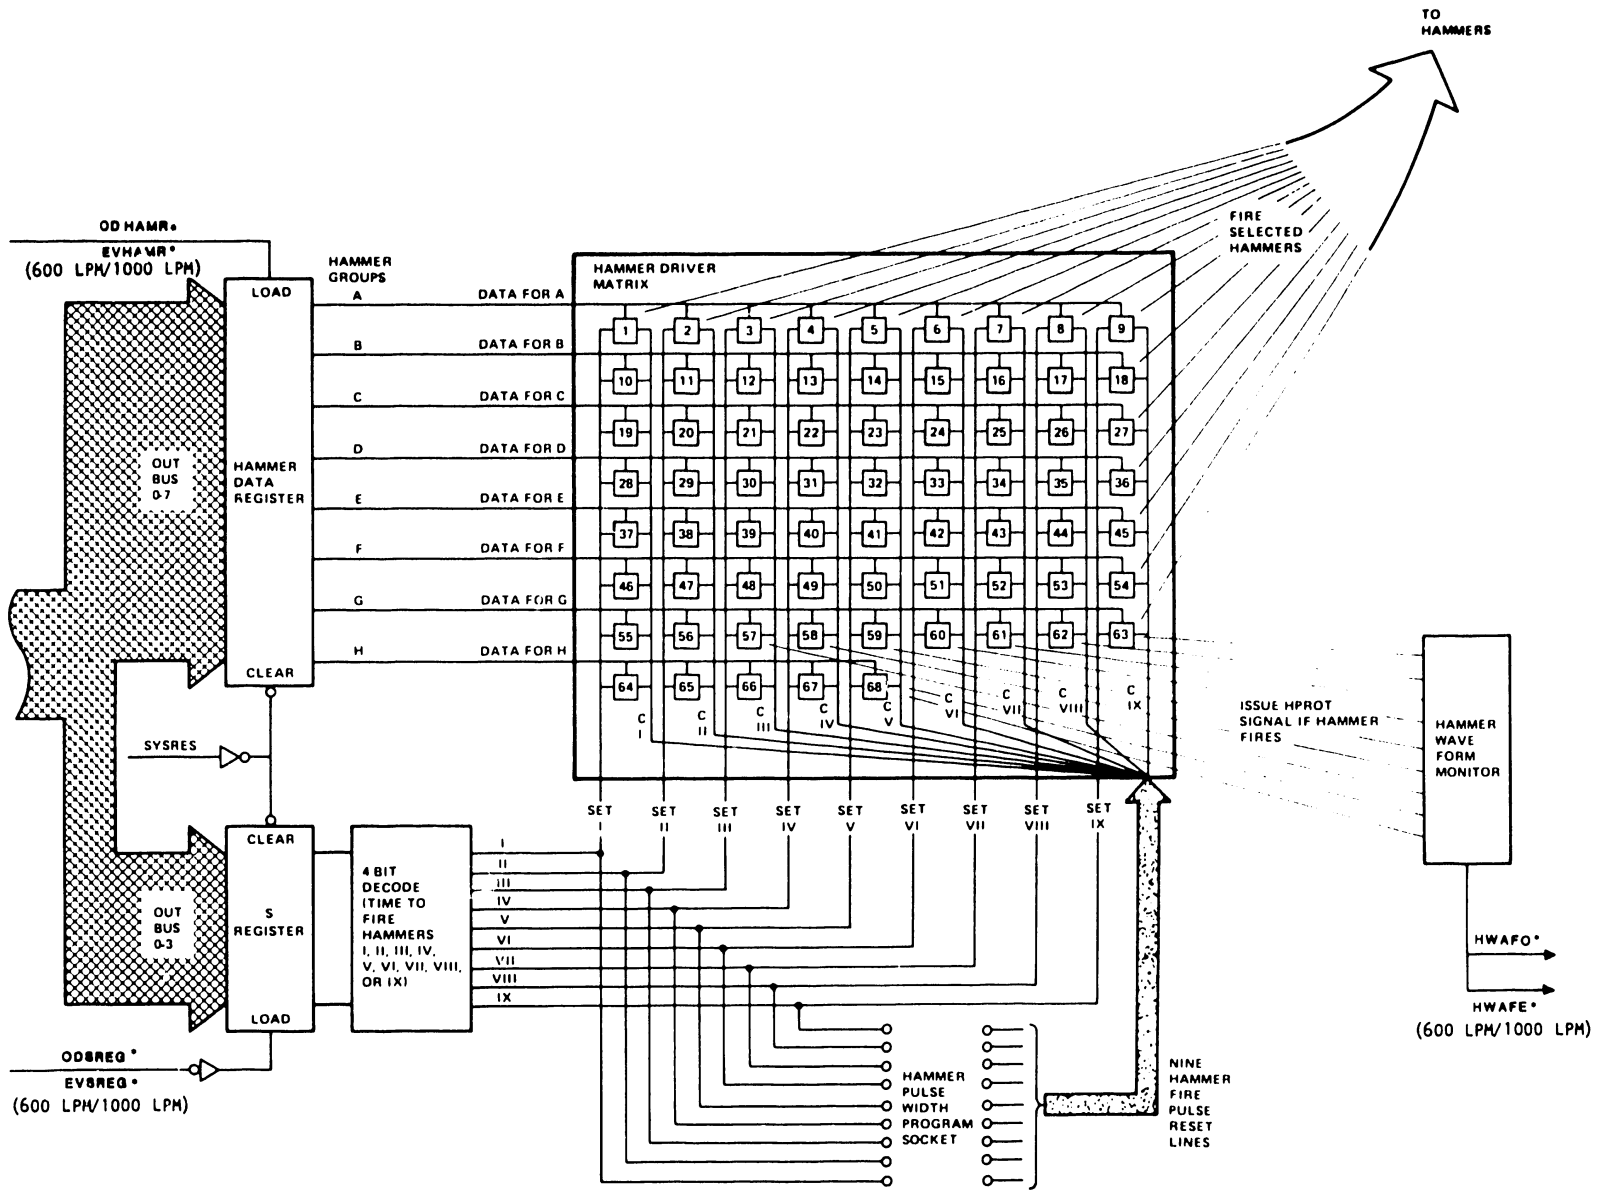 TO
HAMMERS
OD HAMR*
EVHAMR*
(600 LPM/1000 LPM)
HAMMER
GROUPS
HAMMER DRIVER
MATRIX
FIRE
SELECTED
HAMMERS
LOAD
A
DATA FOR A
1 2 3 4 5 6 7 8 9
B
DATA FOR B
10 11 12 13 14 15 16 17 18
C
DATA FOR C
19 20 21 22 23 24 25 26 27
D
DATA FOR D
OUT
BUS
0-7
HAMMER
DATA
REGISTER
28 29 30 31 32 33 34 35 36
E
DATA FOR E
37 38 39 40 41 42 43 44 45
F
DATA FOR F
46 47 48 49 50 51 52 53 54
G
DATA FOR G
55 56 57 58 59 60 61 62 63
H
DATA FOR H
CLEAR
64 65 66 67 68
C
I
C
II
C
III
C
IV
C
V
C
VI
C
VII
C
VIII
C
IX
ISSUE HPROT
SIGNAL IF HAMMER
FIRES
HAMMER
WAVE
FORM
MONITOR
SYSRES
SET
I
SET
II
SET
III
SET
IV
SET
V
SET
VI
SET
VII
SET
VIII
SET
IX
CLEAR
OUT
BUS
0-3
S
REGISTER
LOAD
4 BIT
DECODE
(TIME TO
FIRE
HAMMERS
I, II, III, IV,
V, VI, VII, VIII,
OR IX)
I
II
III
IV
V
VI
VII
VIII
IX
HWAFO*
HWAFE*
(600 LPM/1000 LPM)
ODSREG*
EVSREG*
(600 LPM/1000 LPM)
HAMMER
PULSE
WIDTH
PROGRAM
SOCKET
NINE
HAMMER
FIRE
PULSE
RESET
LINES